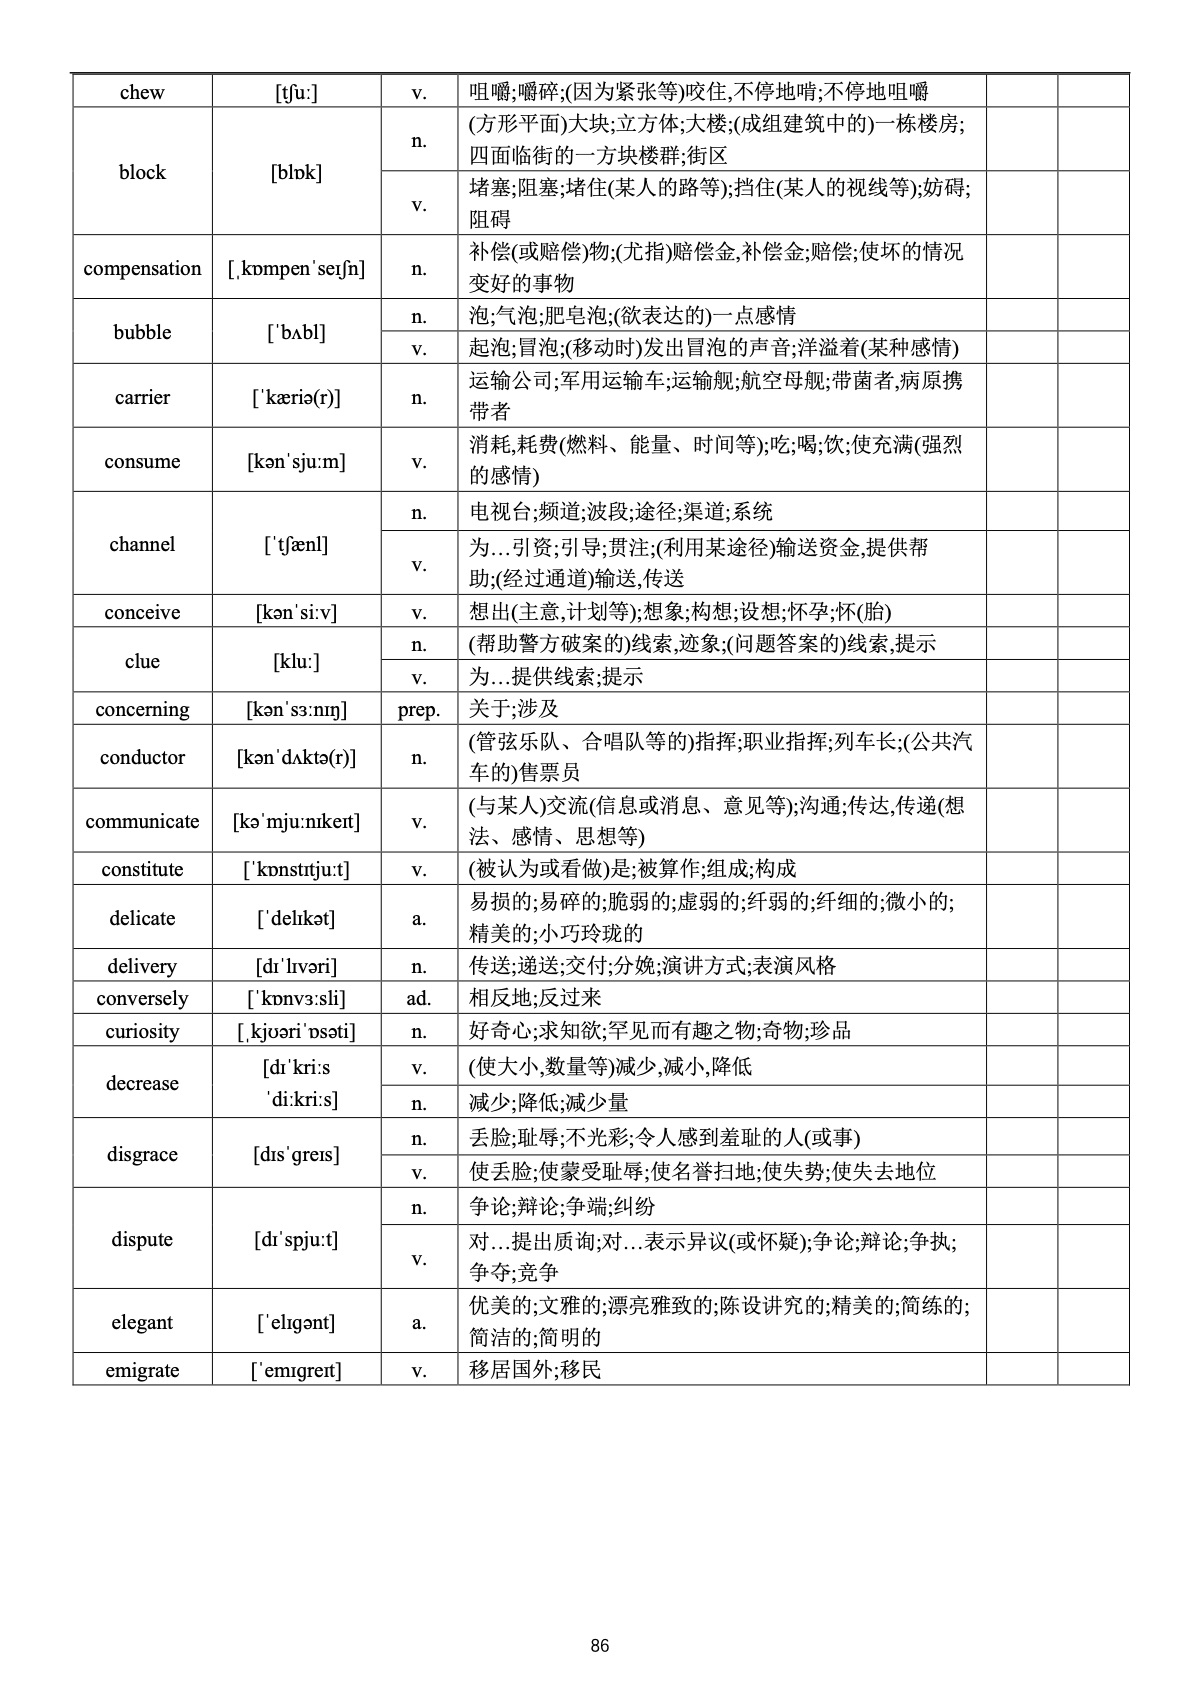 chew [tʃuː] v. 咀嚼;嚼碎;(因为紧张等)咬住,不停地啃;不停地咀嚼
block [blɒk] n. (方形平面)大块;立方体;大楼;(成组建筑中的)一栋楼房;
四面临街的一方块楼群;街区
v. 堵塞;阻塞;堵住(某人的路等);挡住(某人的视线等);妨碍;
阻碍
compensation [ˌkɒmpenˈseɪʃn] n. 补偿(或赔偿)物;(尤指)赔偿金,补偿金;赔偿;使坏的情况
变好的事物
bubble [ˈbʌbl] n. 泡;气泡;肥皂泡;(欲表达的)一点感情
v. 起泡;冒泡;(移动时)发出冒泡的声音;洋溢着(某种感情)
carrier [ˈkæriə(r)] n. 运输公司;军用运输车;运输舰;航空母舰;带菌者,病原携
带者
consume [kənˈsjuːm] v. 消耗,耗费(燃料、能量、时间等);吃;喝;饮;使充满(强烈
的感情)
channel [ˈtʃænl] n. 电视台;频道;波段;途径;渠道;系统
v. 为…引资;引导;贯注;(利用某途径)输送资金,提供帮
助;(经过通道)输送,传送
conceive [kənˈsiːv] v. 想出(主意,计划等);想象;构想;设想;怀孕;怀(胎)
clue [kluː] n. (帮助警方破案的)线索,迹象;(问题答案的)线索,提示
v. 为…提供线索;提示
concerning [kənˈsɜːnɪŋ] prep. 关于;涉及
conductor [kənˈdʌktə(r)] n. (管弦乐队、合唱队等的)指挥;职业指挥;列车长;(公共汽
车的)售票员
communicate [kəˈmjuːnɪkeɪt] v. (与某人)交流(信息或消息、意见等);沟通;传达,传递(想
法、感情、思想等)
constitute [ˈkɒnstɪtjuːt] v. (被认为或看做)是;被算作;组成;构成
delicate [ˈdelɪkət] a. 易损的;易碎的;脆弱的;虚弱的;纤弱的;纤细的;微小的;
精美的;小巧玲珑的
delivery [dɪˈlɪvəri] n. 传送;递送;交付;分娩;演讲方式;表演风格
conversely [ˈkɒnvɜːsli] ad. 相反地;反过来
curiosity [ˌkjʊəriˈɒsəti] n. 好奇心;求知欲;罕见而有趣之物;奇物;珍品
decrease [dɪˈkriːs v. (使大小,数量等)减少,减小,降低
ˈdiːkriːs] n. 减少;降低;减少量
disgrace [dɪsˈɡreɪs] n. 丢脸;耻辱;不光彩;令人感到羞耻的人(或事)
v. 使丢脸;使蒙受耻辱;使名誉扫地;使失势;使失去地位
dispute [dɪˈspjuːt] n. 争论;辩论;争端;纠纷
v. 对…提出质询;对…表示异议(或怀疑);争论;辩论;争执;
争夺;竞争
elegant [ˈelɪɡənt] a. 优美的;文雅的;漂亮雅致的;陈设讲究的;精美的;简练的;
简洁的;简明的
emigrate [ˈemɪɡreɪt] v. 移居国外;移民
86